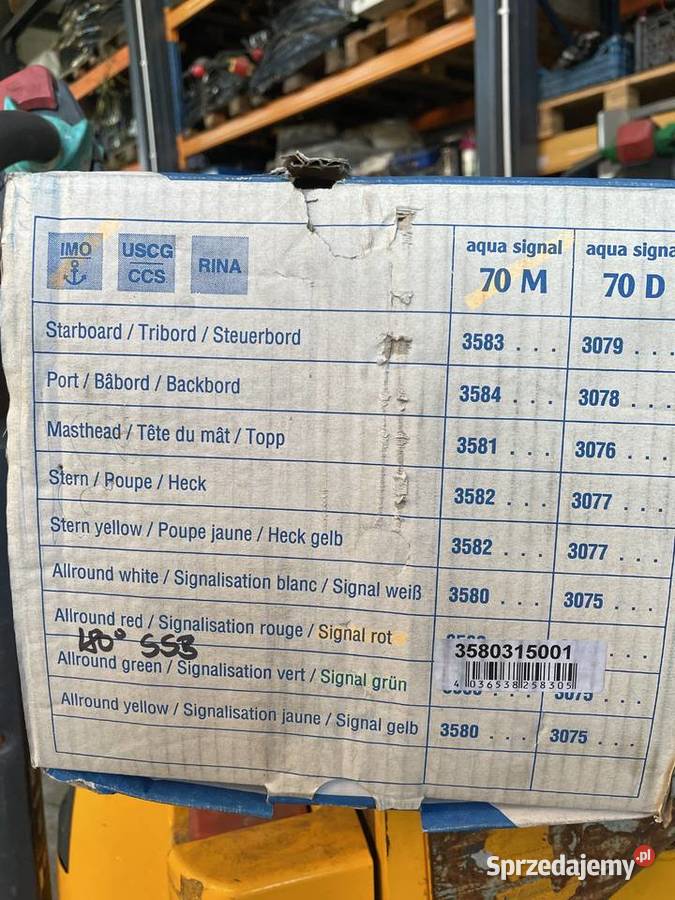 IMO
USCG
CCS
RINA
aqua signal
70 M
aqua signa
70 D
Starboard / Tribord / Steuerbord 3583 . . . 3079 . . .
Port / Bâbord / Backbord 3584 . . . 3078 . . .
Masthead / Tête du mât / Topp 3581 . . . 3076 . . .
Stern / Poupe / Heck 3582 . . . 3077 . . .
Stern yellow / Poupe jaune / Heck gelb 3582 . . . 3077 . . .
Allround white / Signalisation blanc / Signal weiß 3580 . . . 3075 . . .
Allround red / Signalisation rouge / Signal rot
3580315001
4 036538 258305
Allround green / Signalisation vert / Signal grün 3075 . . .
Allround yellow / Signalisation jaune / Signal gelb 3580 . . . 3075 . . .
Sprzedajemy.pl